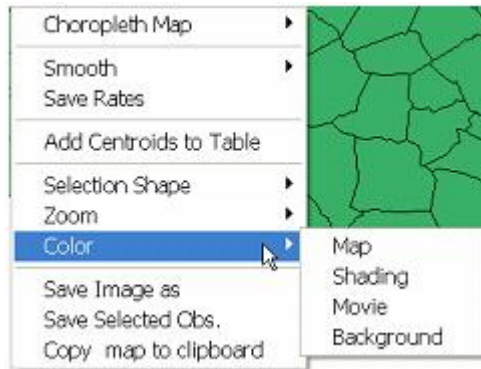 Choropleth Map
Smooth
Save Rates
Add Centroids to Table
Selection Shape
Zoom
Color
Map
Shading
Movie
Background
Save Image as
Save Selected Obs.
Copy map to clipboard